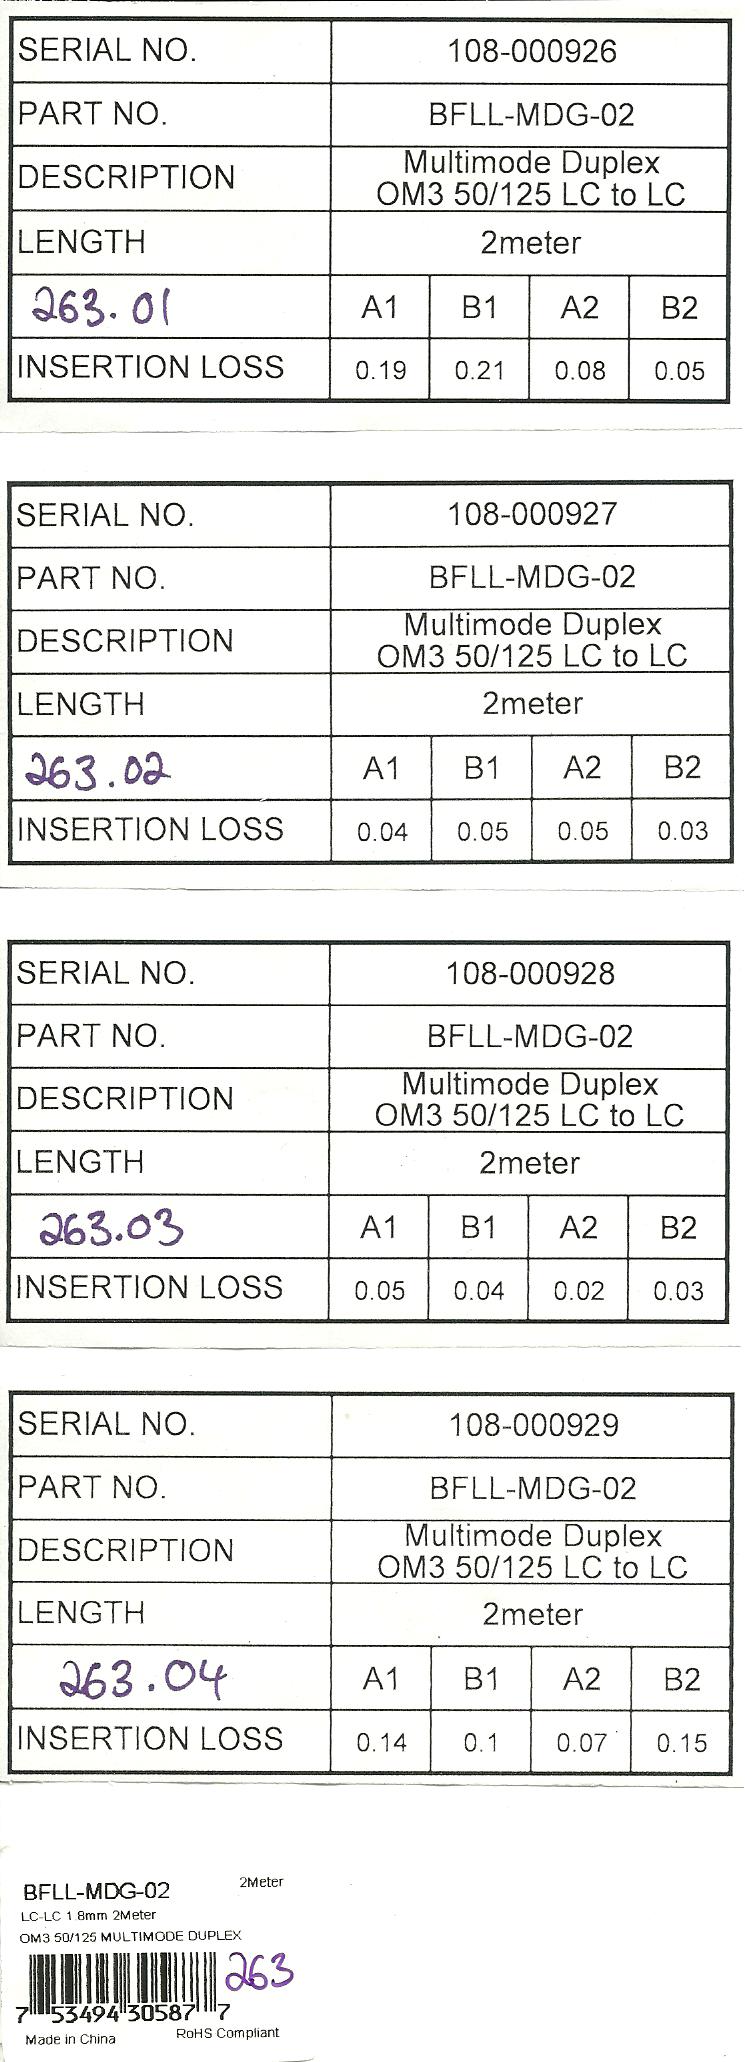 SERIAL NO. 108-000926
PART NO. BFLL-MDG-02
DESCRIPTION Multimode Duplex
OM3 50/125 LC to LC
LENGTH 2meter
263.01 A1 B1 A2 B2
INSERTION LOSS 0.19 0.21 0.08 0.05
SERIAL NO. 108-000927
PART NO. BFLL-MDG-02
DESCRIPTION Multimode Duplex
OM3 50/125 LC to LC
LENGTH 2meter
263.02 A1 B1 A2 B2
INSERTION LOSS 0.04 0.05 0.05 0.03
SERIAL NO. 108-000928
PART NO. BFLL-MDG-02
DESCRIPTION Multimode Duplex
OM3 50/125 LC to LC
LENGTH 2meter
263.03 A1 B1 A2 B2
INSERTION LOSS 0.05 0.04 0.02 0.03
SERIAL NO. 108-000929
PART NO. BFLL-MDG-02
DESCRIPTION Multimode Duplex
OM3 50/125 LC to LC
LENGTH 2meter
263.04 A1 B1 A2 B2
INSERTION LOSS 0.14 0.1 0.07 0.15
BFLL-MDG-02 2Meter
LC-LC 1 8mm 2Meter
OM3 50/125 MULTIMODE DUPLEX
263
7 53494 30587 7
Made in China RoHS Compliant